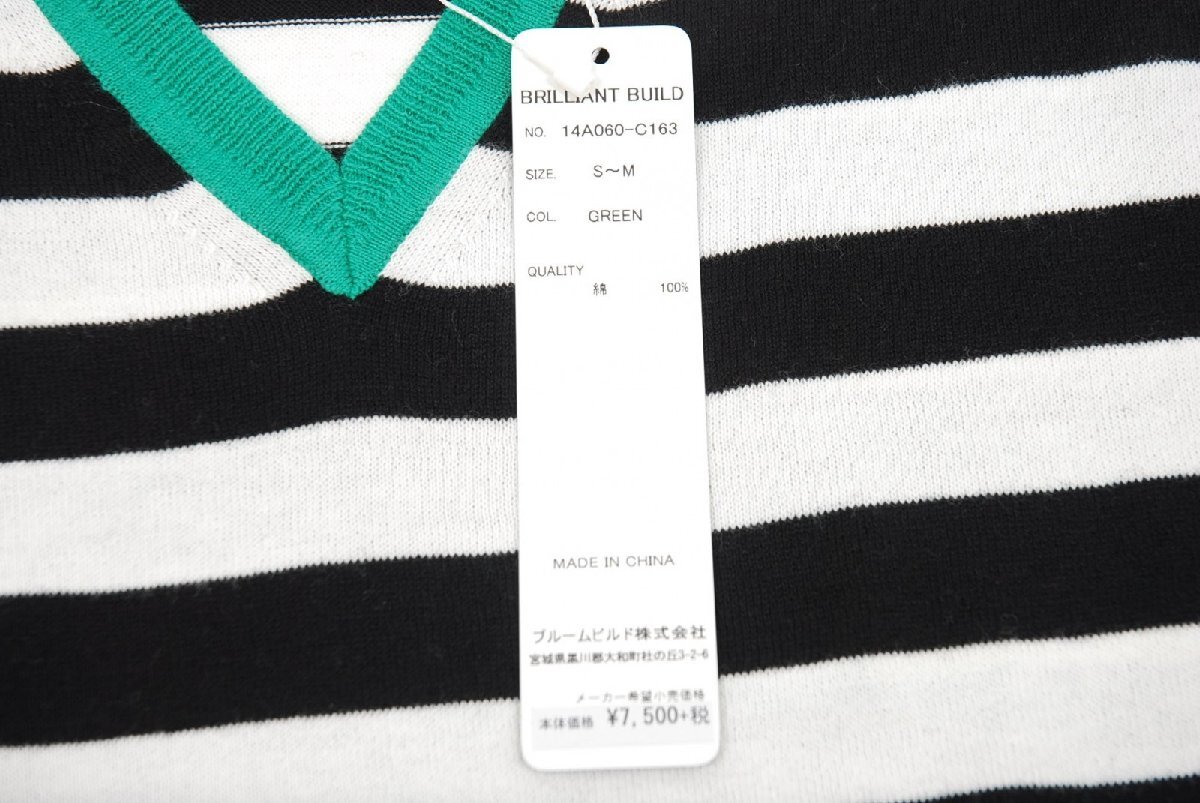 BRILLIANT BUILD
NO. 14A060-C163
SIZE. S～M
COL. GREEN
QUALITY
綿 100%
MADE IN CHINA
ブルームビルド株式会社
宮城県黒川郡大和町杜の丘3-2-6
メーカー希望小売価格
本体価格 ¥7,500+税